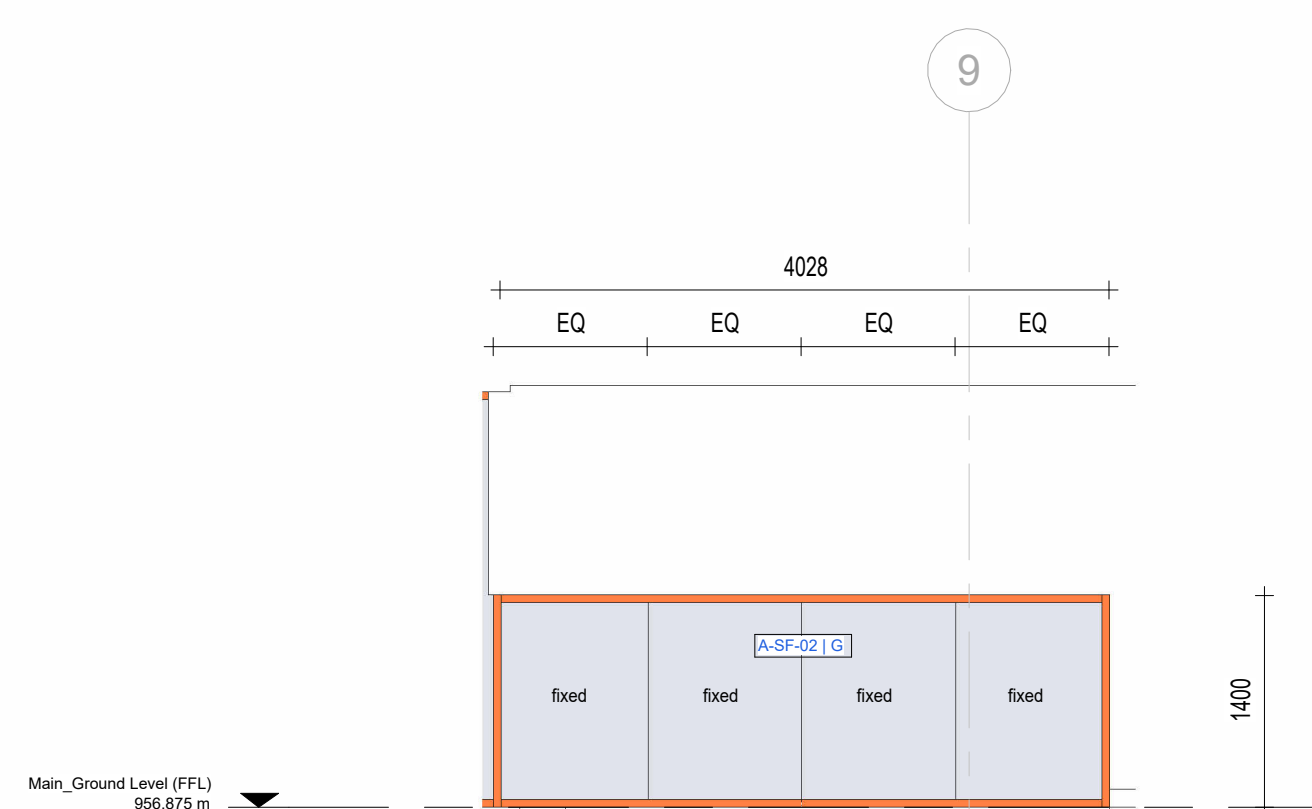 9
4028
EQ EQ EQ EQ
A-SF-02 | G
fixed fixed fixed fixed
1400
Main_Ground Level (FFL)
956.875 m